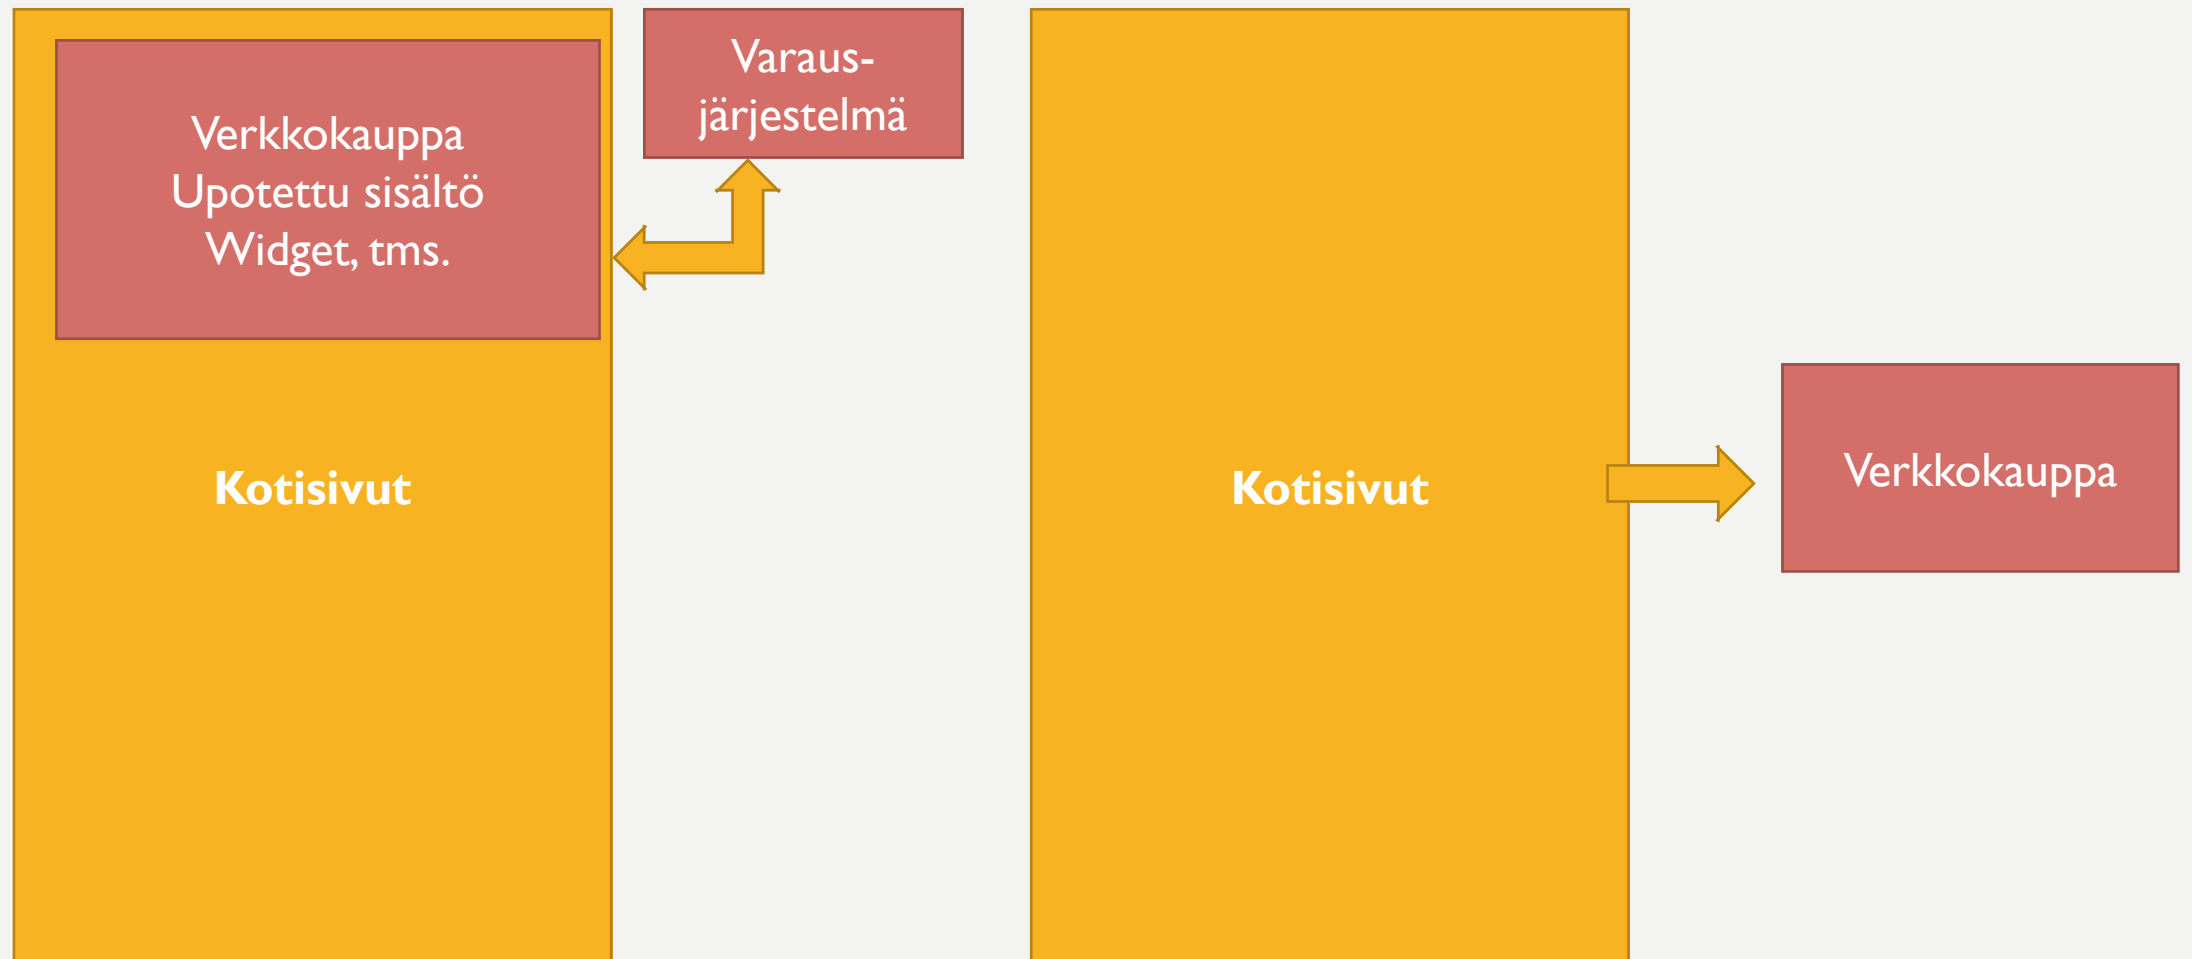 Verkkokauppa
Upotettu sisältö
Widget, tms.
Varaus-
järjestelmä
Kotisivut
Kotisivut
Verkkokauppa